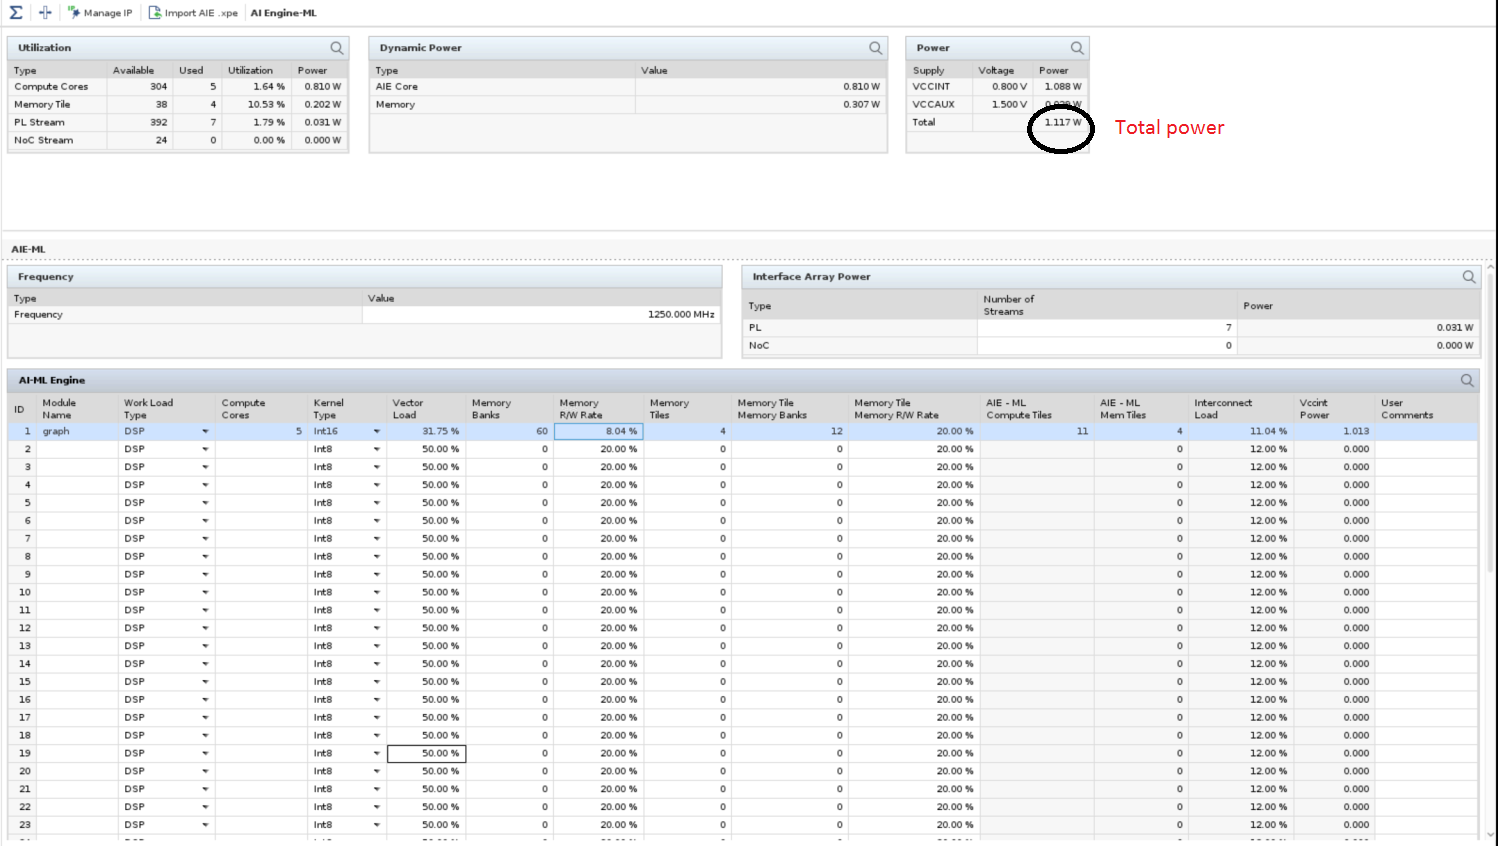 Manage IP Import AIE .xpe AI Engine-ML
Utilization
Type Available Used Utilization Power
Compute Cores 304 5 1.64 % 0.810 W
Memory Tile 38 4 10.53 % 0.202 W
PL Stream 392 7 1.79 % 0.031 W
NoC Stream 24 0 0.00 % 0.000 W
Dynamic Power
Type Value
AIE Core 0.810 W
Memory 0.307 W
Power
Supply Voltage Power
VCCINT 0.800 V 1.088 W
VCCAUX 1.500 V
Total 1.117 W
Total power
AIE-ML
Frequency
Type Value
Frequency 1250.000 MHz
Interface Array Power
Type Number of Streams Power
PL 7 0.031 W
NoC 0 0.000 W
AI-ML Engine
ID Module Name Work Load Type Compute Cores Kernel Type Vector Load Memory Banks Memory R/W Rate Memory Tiles Memory Tile Memory Banks Memory Tile Memory R/W Rate AIE - ML Compute Tiles AIE - ML Mem Tiles Interconnect Load Vccint Power User Comments
1 graph DSP 5 Int16 31.75 % 60 8.04 % 4 12 20.00 % 11 4 11.04 % 1.013
2 DSP Int8 50.00 % 0 20.00 % 0 0 20.00 % 0 12.00 % 0.000
3 DSP Int8 50.00 % 0 20.00 % 0 0 20.00 % 0 12.00 % 0.000
4 DSP Int8 50.00 % 0 20.00 % 0 0 20.00 % 0 12.00 % 0.000
5 DSP Int8 50.00 % 0 20.00 % 0 0 20.00 % 0 12.00 % 0.000
6 DSP Int8 50.00 % 0 20.00 % 0 0 20.00 % 0 12.00 % 0.000
7 DSP Int8 50.00 % 0 20.00 % 0 0 20.00 % 0 12.00 % 0.000
8 DSP Int8 50.00 % 0 20.00 % 0 0 20.00 % 0 12.00 % 0.000
9 DSP Int8 50.00 % 0 20.00 % 0 0 20.00 % 0 12.00 % 0.000
10 DSP Int8 50.00 % 0 20.00 % 0 0 20.00 % 0 12.00 % 0.000
11 DSP Int8 50.00 % 0 20.00 % 0 0 20.00 % 0 12.00 % 0.000
12 DSP Int8 50.00 % 0 20.00 % 0 0 20.00 % 0 12.00 % 0.000
13 DSP Int8 50.00 % 0 20.00 % 0 0 20.00 % 0 12.00 % 0.000
14 DSP Int8 50.00 % 0 20.00 % 0 0 20.00 % 0 12.00 % 0.000
15 DSP Int8 50.00 % 0 20.00 % 0 0 20.00 % 0 12.00 % 0.000
16 DSP Int8 50.00 % 0 20.00 % 0 0 20.00 % 0 12.00 % 0.000
17 DSP Int8 50.00 % 0 20.00 % 0 0 20.00 % 0 12.00 % 0.000
18 DSP Int8 50.00 % 0 20.00 % 0 0 20.00 % 0 12.00 % 0.000
19 DSP Int8 50.00 % 0 20.00 % 0 0 20.00 % 0 12.00 % 0.000
20 DSP Int8 50.00 % 0 20.00 % 0 0 20.00 % 0 12.00 % 0.000
21 DSP Int8 50.00 % 0 20.00 % 0 0 20.00 % 0 12.00 % 0.000
22 DSP Int8 50.00 % 0 20.00 % 0 0 20.00 % 0 12.00 % 0.000
23 DSP Int8 50.00 % 0 20.00 % 0 0 20.00 % 0 12.00 % 0.000